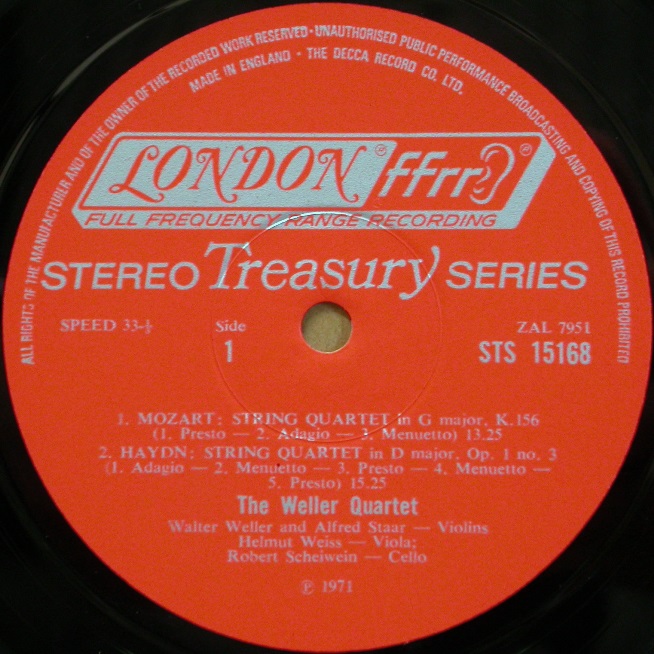 ALL RIGHTS OF THE MANUFACTURER AND OF THE OWNER OF THE RECORDED WORK RESERVED · UNAUTHORISED PUBLIC PERFORMANCE BROADCASTING AND COPYING OF THIS RECORD PROHIBITED
MADE IN ENGLAND · THE DECCA RECORD CO. LTD.
LONDON ® ffrr ®
FULL FREQUENCY RANGE RECORDING
STEREO Treasury SERIES
SPEED 33⅓ Side ZAL 7951
1 STS 15168
1. MOZART: STRING QUARTET in G major, K.156
(1. Presto — 2. Adagio — 3. Menuetto) 13.25
2. HAYDN: STRING QUARTET in D major, Op. 1 no. 3
(1. Adagio — 2. Menuetto — 3. Presto — 4. Menuetto —
5. Presto) 15.25
The Weller Quartet
Walter Weller and Alfred Staar — Violins
Helmut Weiss — Viola;
Robert Scheiwein — Cello
℗ 1971